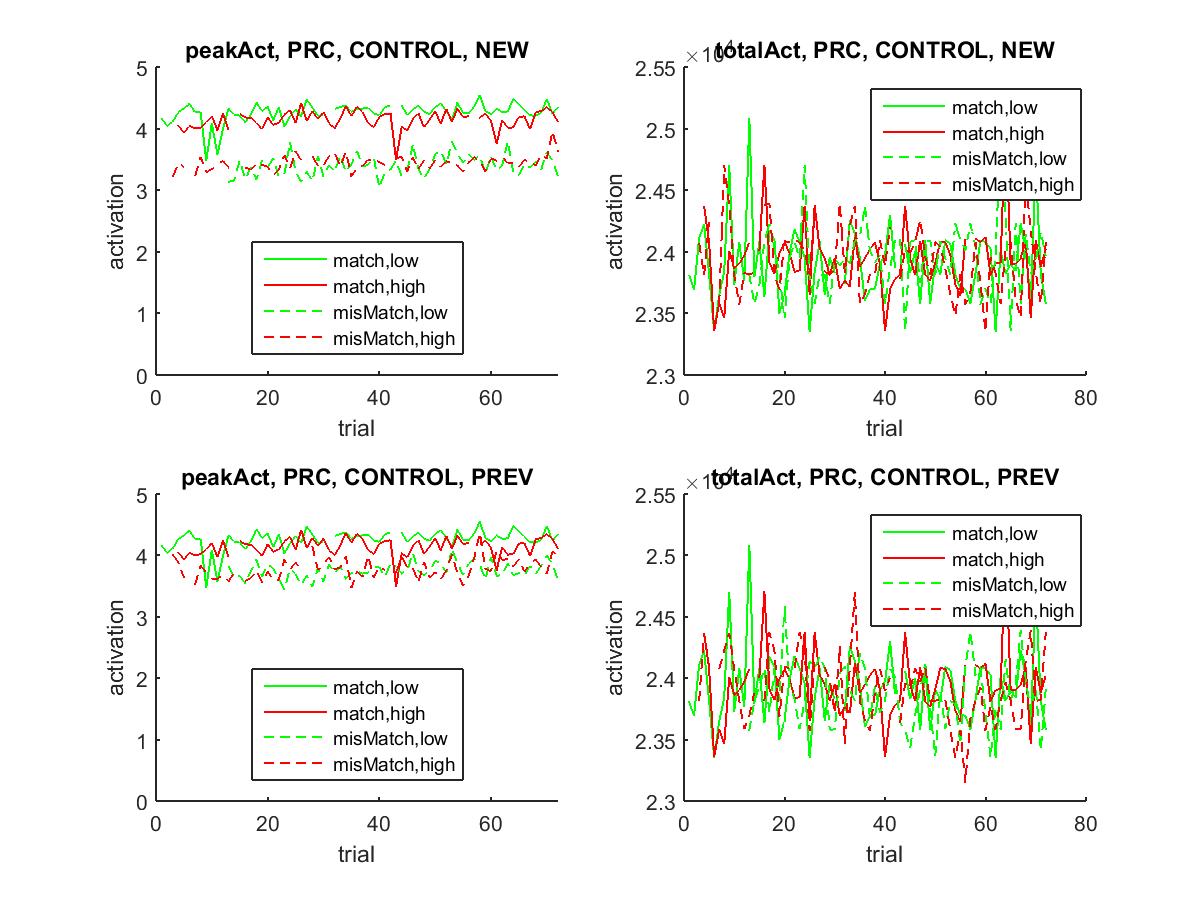 peakAct, PRC, CONTROL, NEW
5
4
3
2
1
0
activation
match,low
match,high
misMatch,low
misMatch,high
0 20 40 60
trial
×10^4
totalAct, PRC, CONTROL, NEW
2.55
2.5
2.45
2.4
2.35
2.3
activation
match,low
match,high
misMatch,low
misMatch,high
0 20 40 60 80
trial
peakAct, PRC, CONTROL, PREV
5
4
3
2
1
0
activation
match,low
match,high
misMatch,low
misMatch,high
0 20 40 60
trial
×10^4
totalAct, PRC, CONTROL, PREV
2.55
2.5
2.45
2.4
2.35
2.3
activation
match,low
match,high
misMatch,low
misMatch,high
0 20 40 60 80
trial